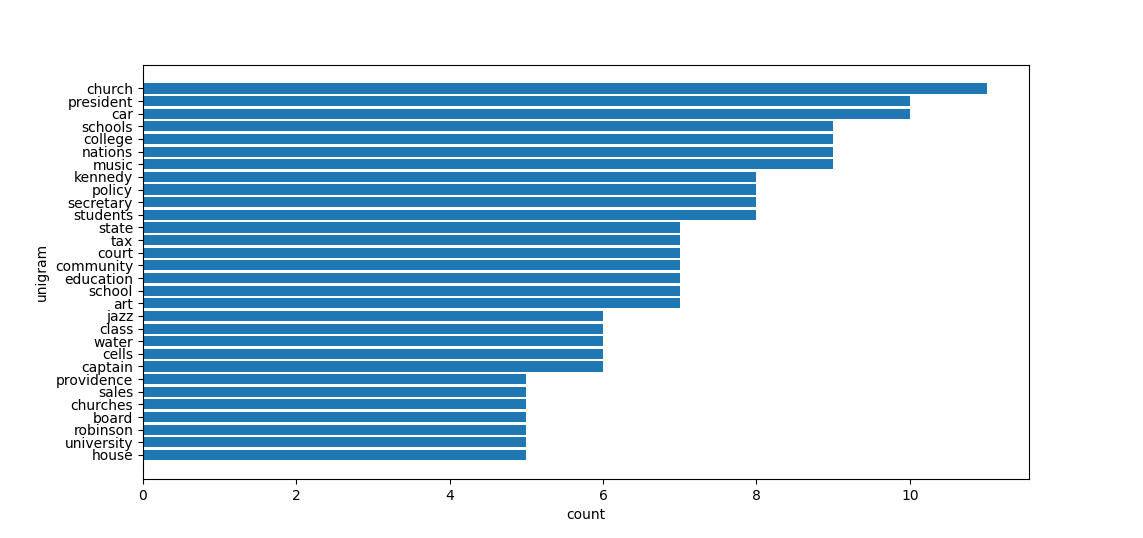 church
president
car
schools
college
nations
music
kennedy
policy
secretary
students
state
tax
court
community
education
school
art
jazz
class
water
cells
captain
providence
sales
churches
board
robinson
university
house
unigram
0 2 4 6 8 10
count